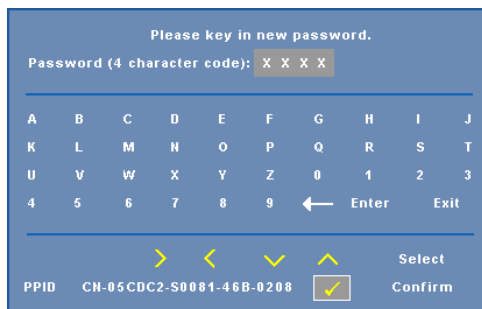 Please key in new password.
Password (4 character code): X X X X
A B C D E F G H I J
K L M N O P Q R S T
U V W X Y Z 0 1 2 3
4 5 6 7 8 9 Enter Exit
Select
PPID CN-05CDC2-S0081-46B-0208 Confirm